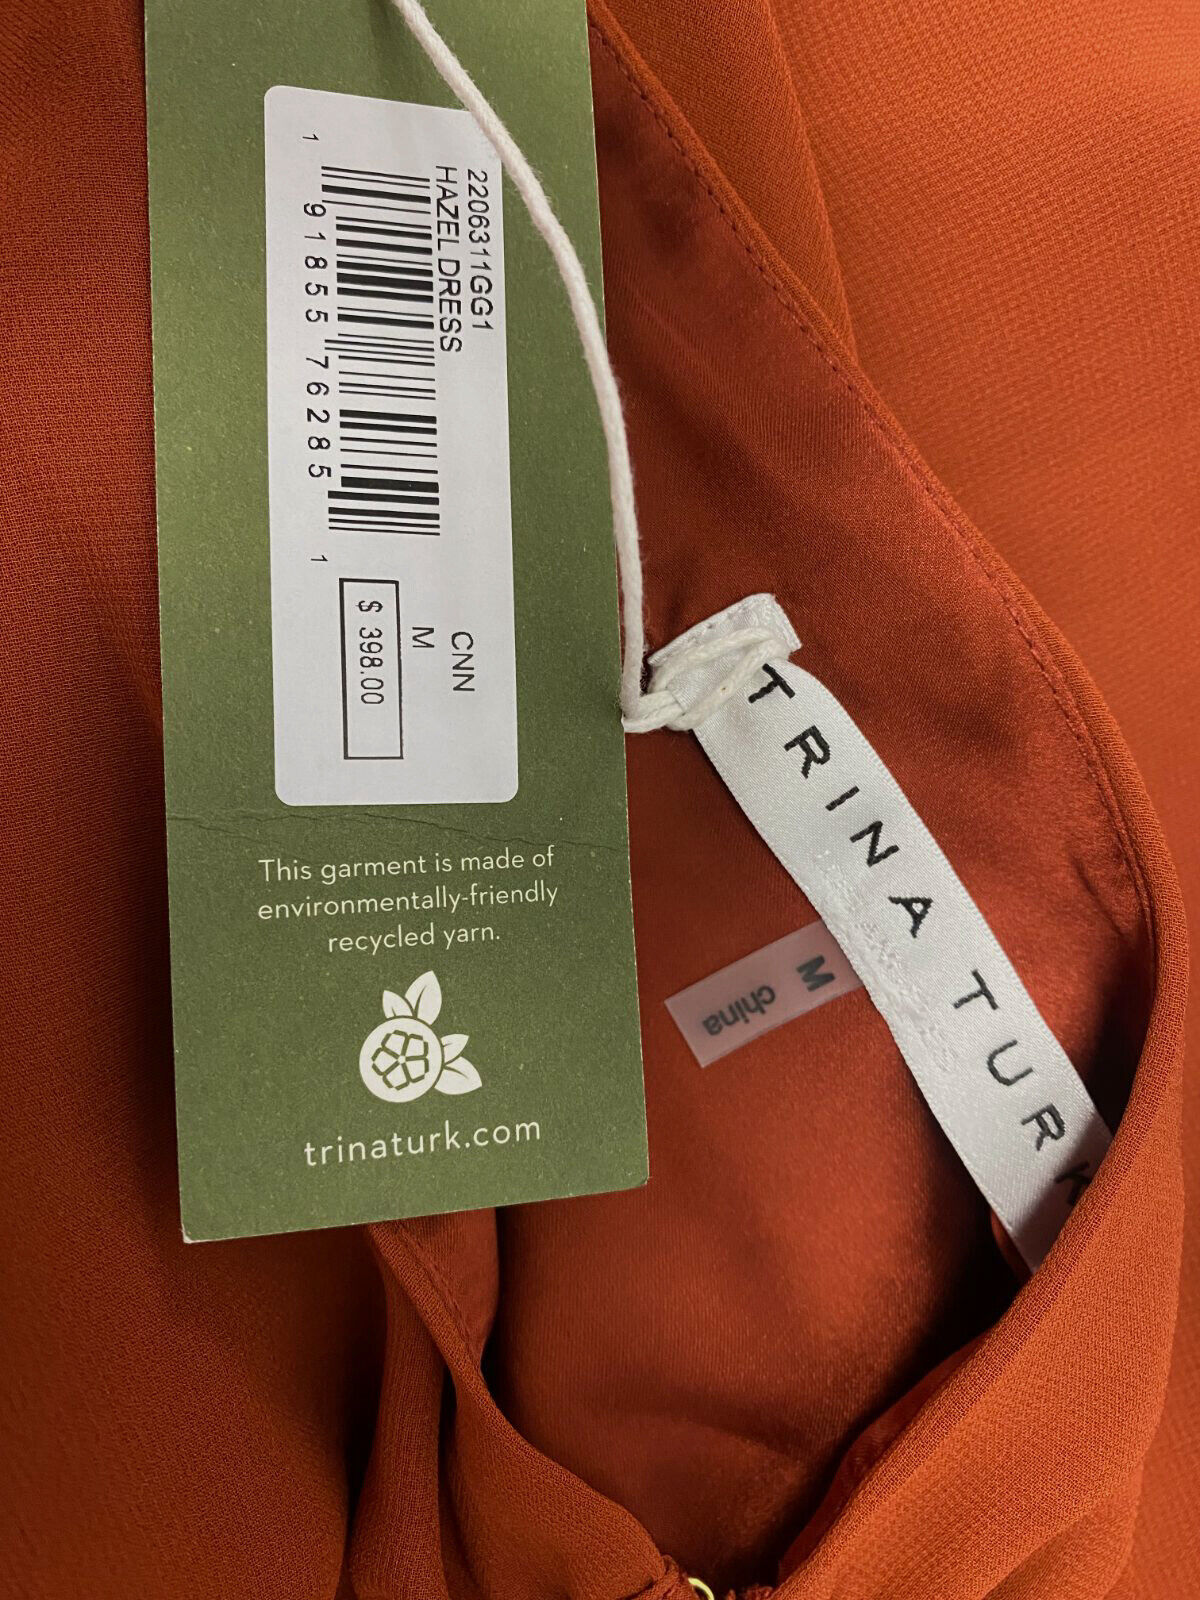 2206311GG1
HAZEL DRESS
CNN
M
1 91855 76285 1
$ 398.00
This garment is made of
environmentally-friendly
recycled yarn.
trinaturk.com
TRINA TURK
M
china